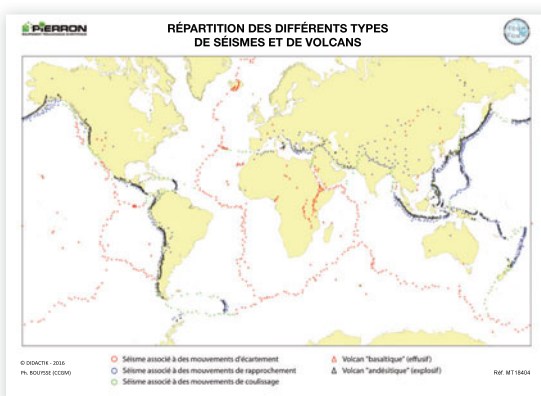 PIERRON
RÉPARTITION DES DIFFÉRENTS TYPES
DE SÉISMES ET DE VOLCANS
© DIDACTIK - 2016
Ph. BOUYSSE (CCGM)
Séisme associé à des mouvements d'écartement
Séisme associé à des mouvements de rapprochement
Séisme associé à des mouvements de coulissage
Volcan "basaltique" (effusif)
Volcan "andésitique" (explosif)
Réf. MT18404